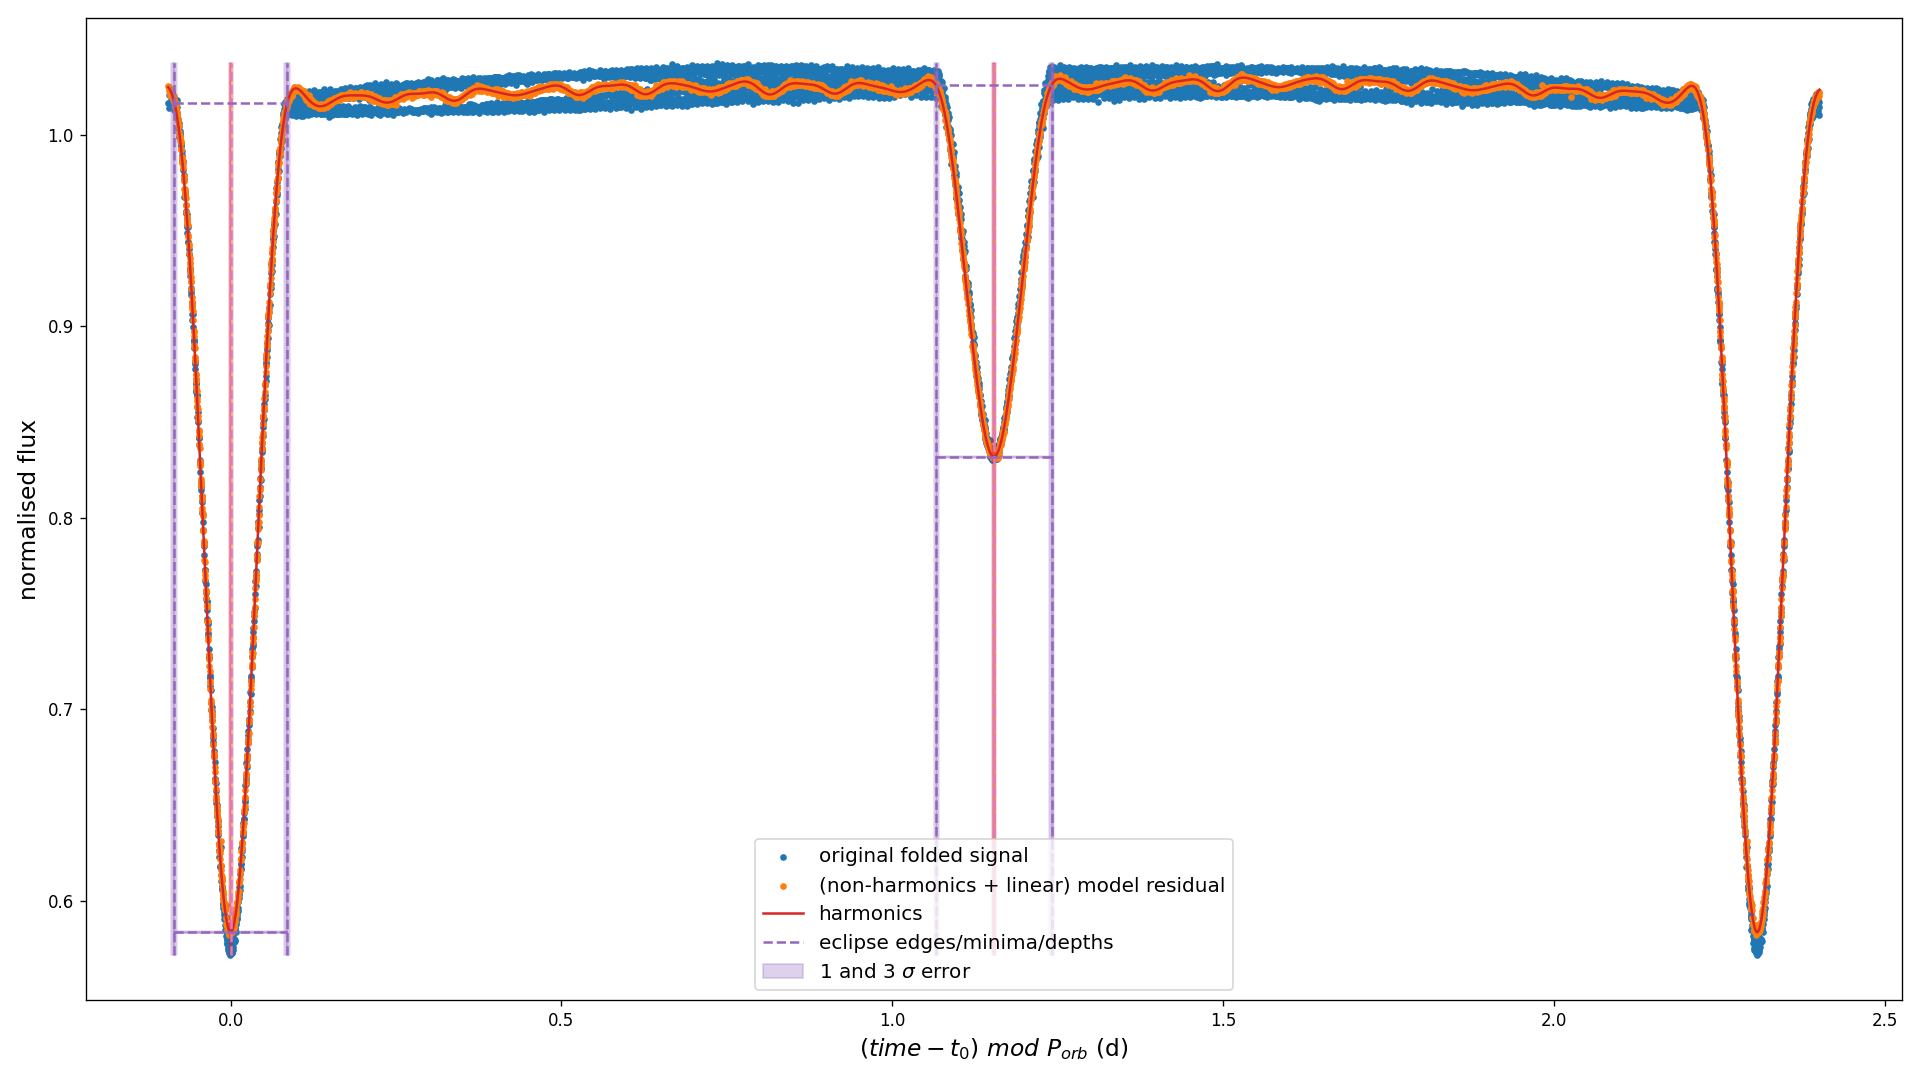 normalised flux
1.0
0.9
0.8
0.7
0.6
original folded signal
(non-harmonics + linear) model residual
harmonics
eclipse edges/minima/depths
1 and 3 σ error
0.0 0.5 1.0 1.5 2.0 2.5
(time − t₀) mod Pₒᵣb (d)